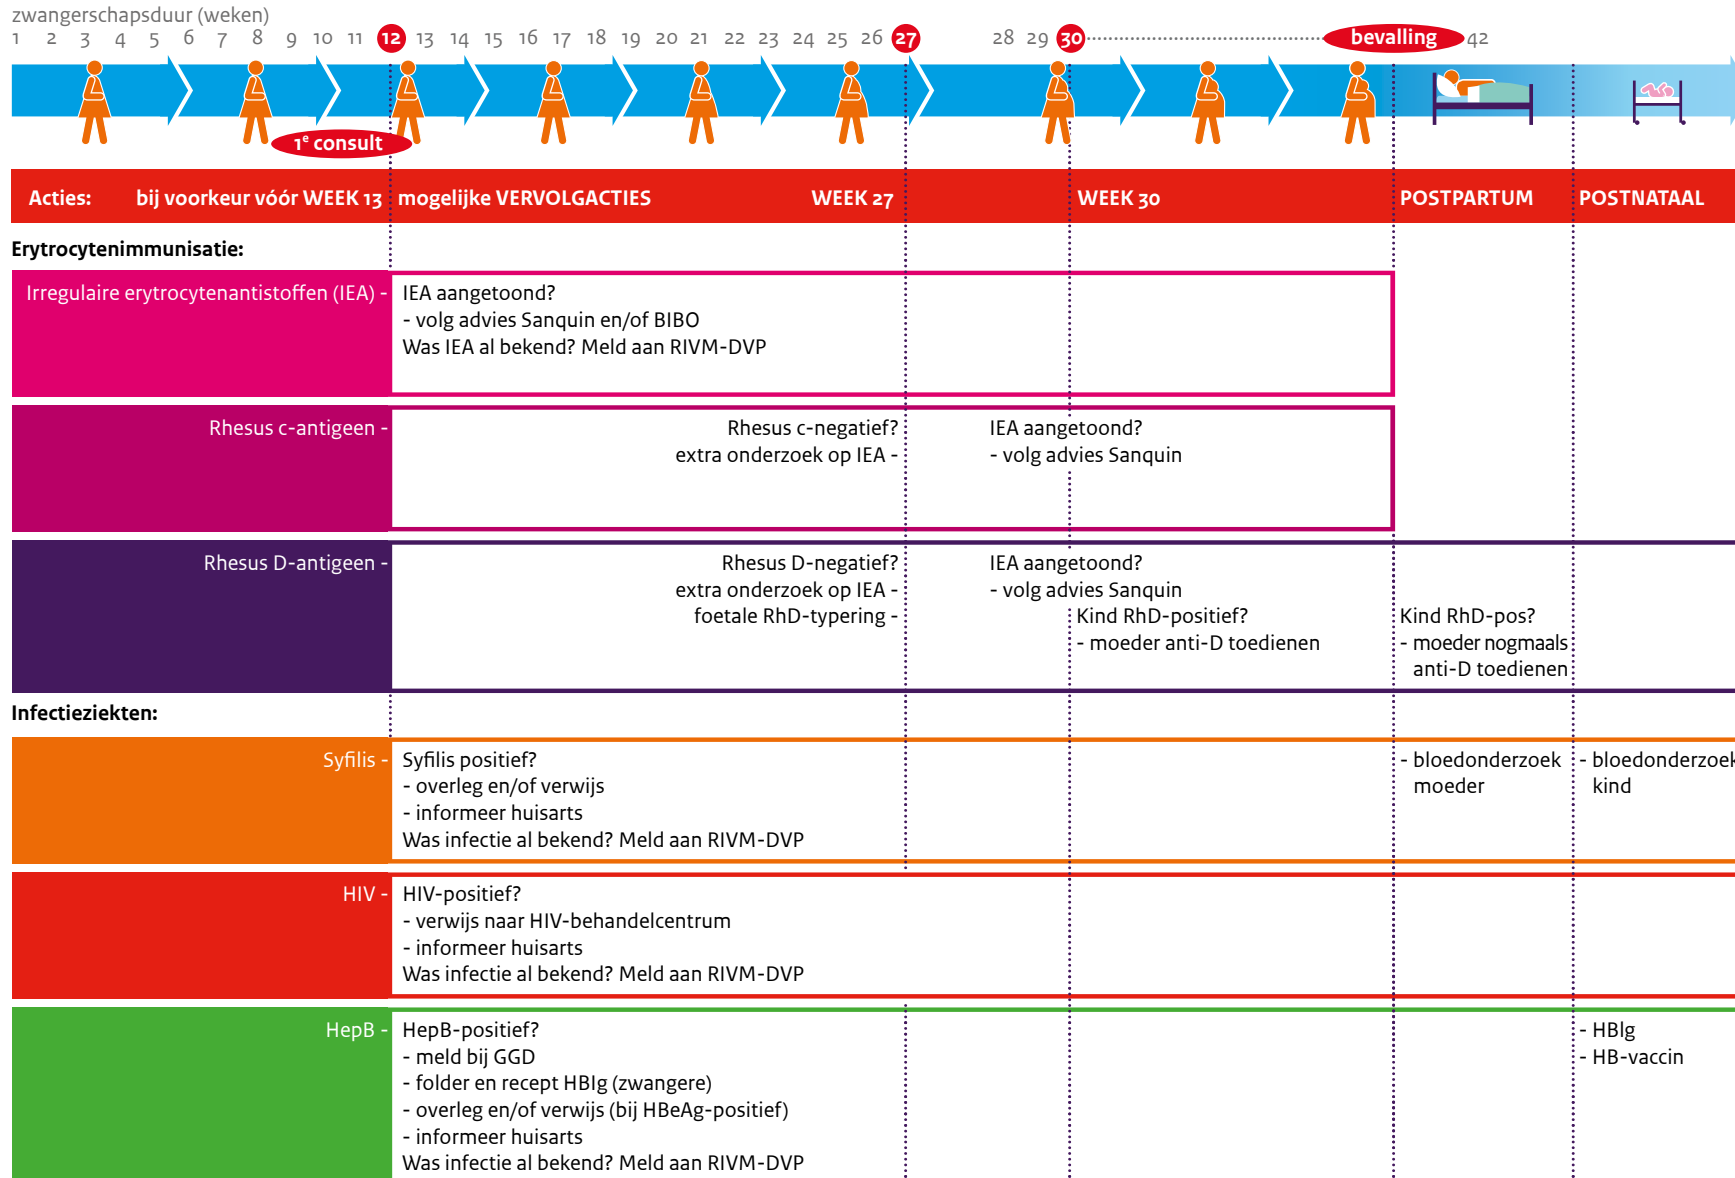 zwangerschapsduur (weken)
1 2 3 4 5 6 7 8 9 10 11 12 13 14 15 16 17 18 19 20 21 22 23 24 25 26 27 28 29 30 bevalling 42
1e consult
Acties: bij voorkeur vóór WEEK 13 mogelijke VERVOLGACTIES WEEK 27 WEEK 30 POSTPARTUM POSTNATAAL
Erytrocytenimmunisatie:
Irregulaire erytrocytenantistoffen (IEA) -
IEA aangetoond?
- volg advies Sanquin en/of BIBO
Was IEA al bekend? Meld aan RIVM-DVP
Rhesus c-antigeen -
Rhesus c-negatief?
extra onderzoek op IEA -
IEA aangetoond?
- volg advies Sanquin
Rhesus D-antigeen -
Rhesus D-negatief?
extra onderzoek op IEA -
foetale RhD-typering -
IEA aangetoond?
- volg advies Sanquin
Kind RhD-positief?
- moeder anti-D toedienen
Kind RhD-pos?
- moeder nogmaals
anti-D toedienen
Infectieziekten:
Syfilis -
Syfilis positief?
- overleg en/of verwijs
- informeer huisarts
Was infectie al bekend? Meld aan RIVM-DVP
- bloedonderzoek
moeder
- bloedonderzoek
kind
HIV -
HIV-positief?
- verwijs naar HIV-behandelcentrum
- informeer huisarts
Was infectie al bekend? Meld aan RIVM-DVP
HepB -
HepB-positief?
- meld bij GGD
- folder en recept HBIg (zwangere)
- overleg en/of verwijs (bij HBeAg-positief)
- informeer huisarts
Was infectie al bekend? Meld aan RIVM-DVP
- HBIg
- HB-vaccin